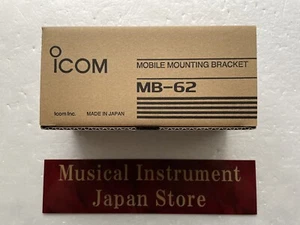 ICOM
MOBILE MOUNTING BRACKET
MB-62
Icom Inc.
MADE IN JAPAN
Musical Instrument
Japan Store